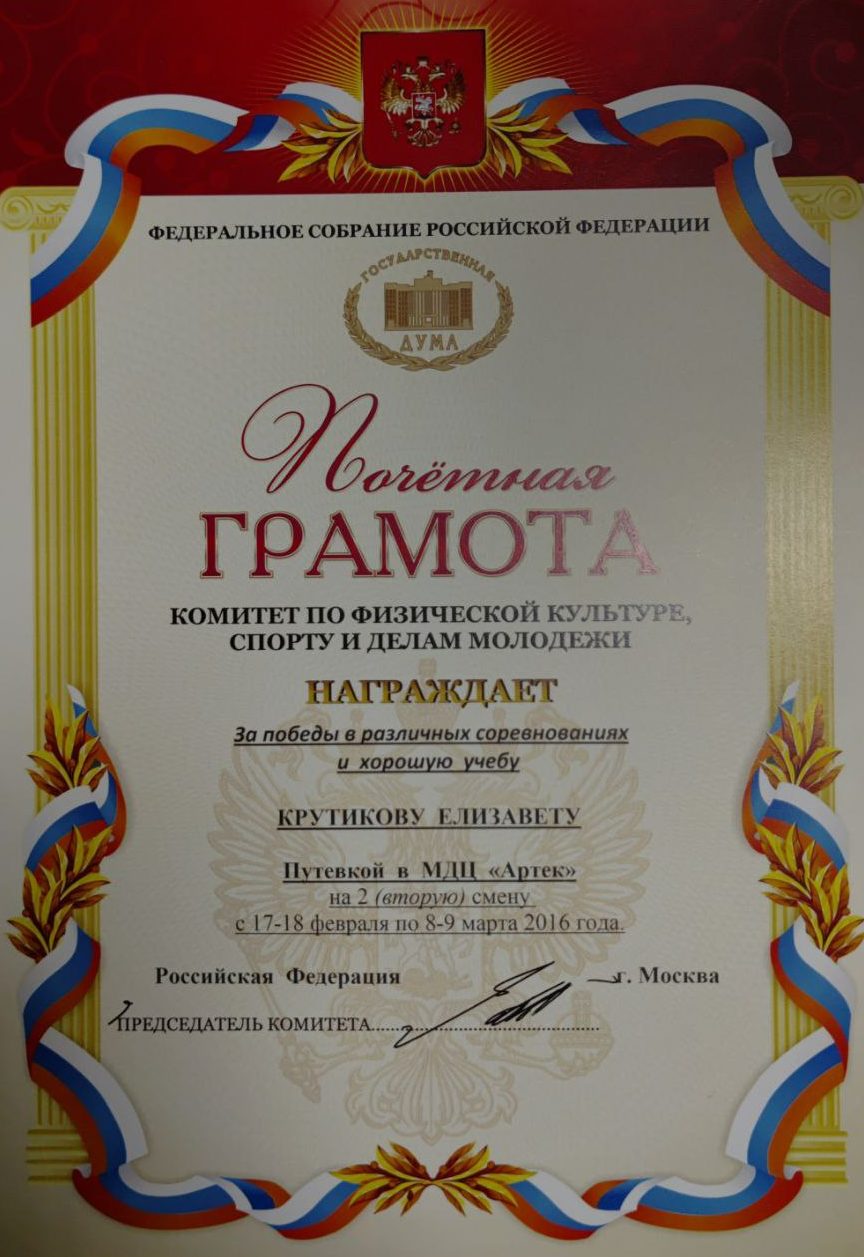 ФЕДЕРАЛЬНОЕ СОБРАНИЕ РОССИЙСКОЙ ФЕДЕРАЦИИ
ГОСУДАРСТВЕННАЯ
ДУМА
Почётная
ГРАМОТА
КОМИТЕТ ПО ФИЗИЧЕСКОЙ КУЛЬТУРЕ,
СПОРТУ И ДЕЛАМ МОЛОДЕЖИ
НАГРАЖДАЕТ
За победы в различных соревнованиях
и хорошую учебу
КРУТИКОВУ ЕЛИЗАВЕТУ
Путевкой в МДЦ «Артек»
на 2 (вторую) смену
с 17-18 февраля по 8-9 марта 2016 года.
Российская Федерация г. Москва
ПРЕДСЕДАТЕЛЬ КОМИТЕТА....................................